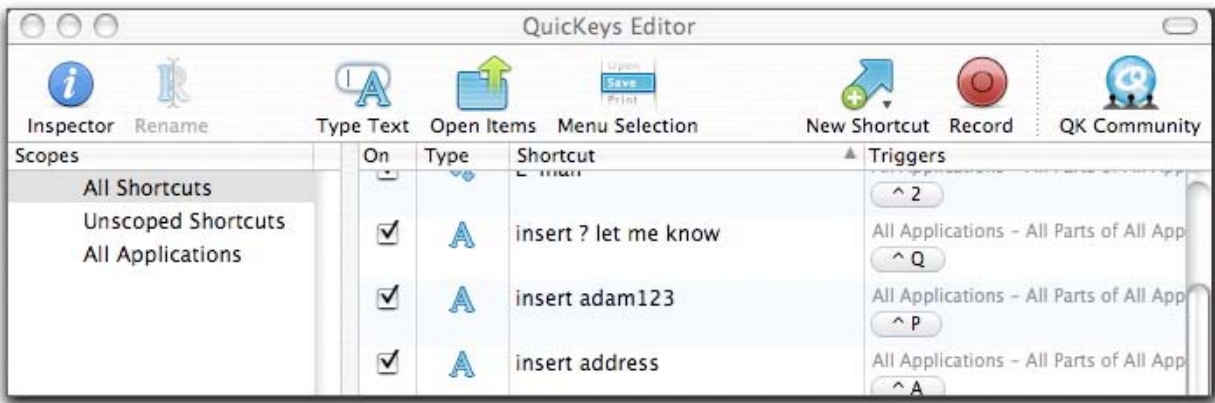 QuicKeys Editor
Open
Save
Print
Inspector Rename Type Text Open Items Menu Selection New Shortcut Record QK Community
Scopes On Type Shortcut Triggers
All Shortcuts
^ 2
Unscoped Shortcuts
insert ? let me know All Applications – All Parts of All App
^ Q
All Applications
insert adam123 All Applications – All Parts of All App
^ P
insert address All Applications – All Parts of All App
^ A